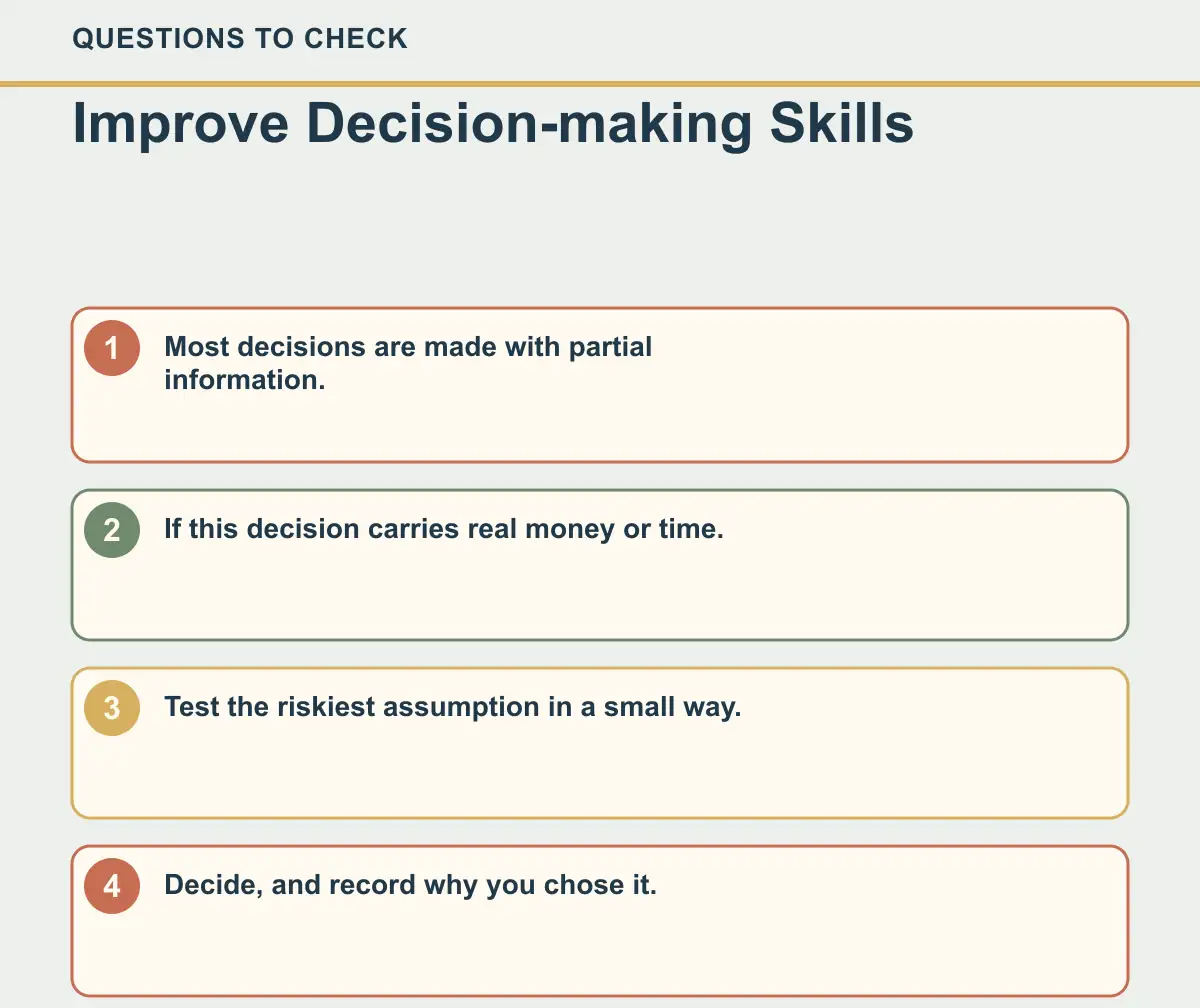 QUESTIONS TO CHECK
Improve Decision-making Skills
1
Most decisions are made with partial
information.
2
If this decision carries real money or time.
3
Test the riskiest assumption in a small way.
4
Decide, and record why you chose it.